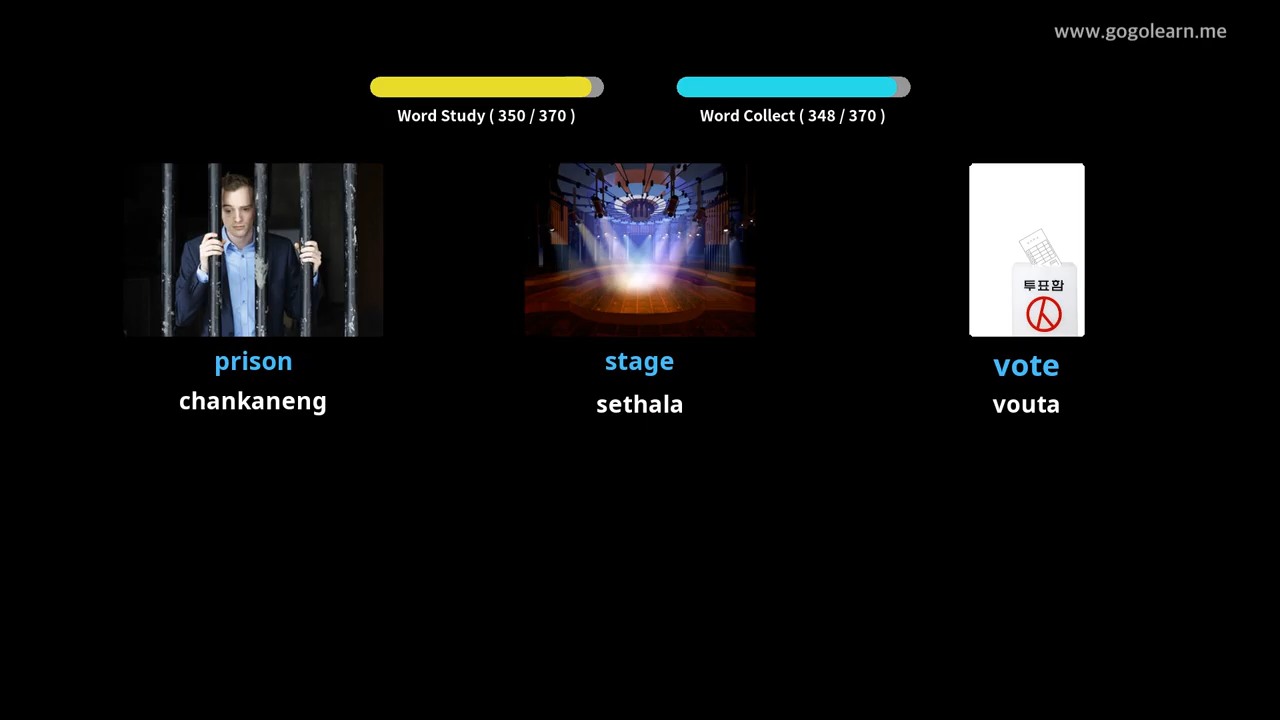 www.gogolearn.me
Word Study ( 350 / 370 )
Word Collect ( 348 / 370 )
투표함
prison
stage
vote
chankaneng
sethala
vouta